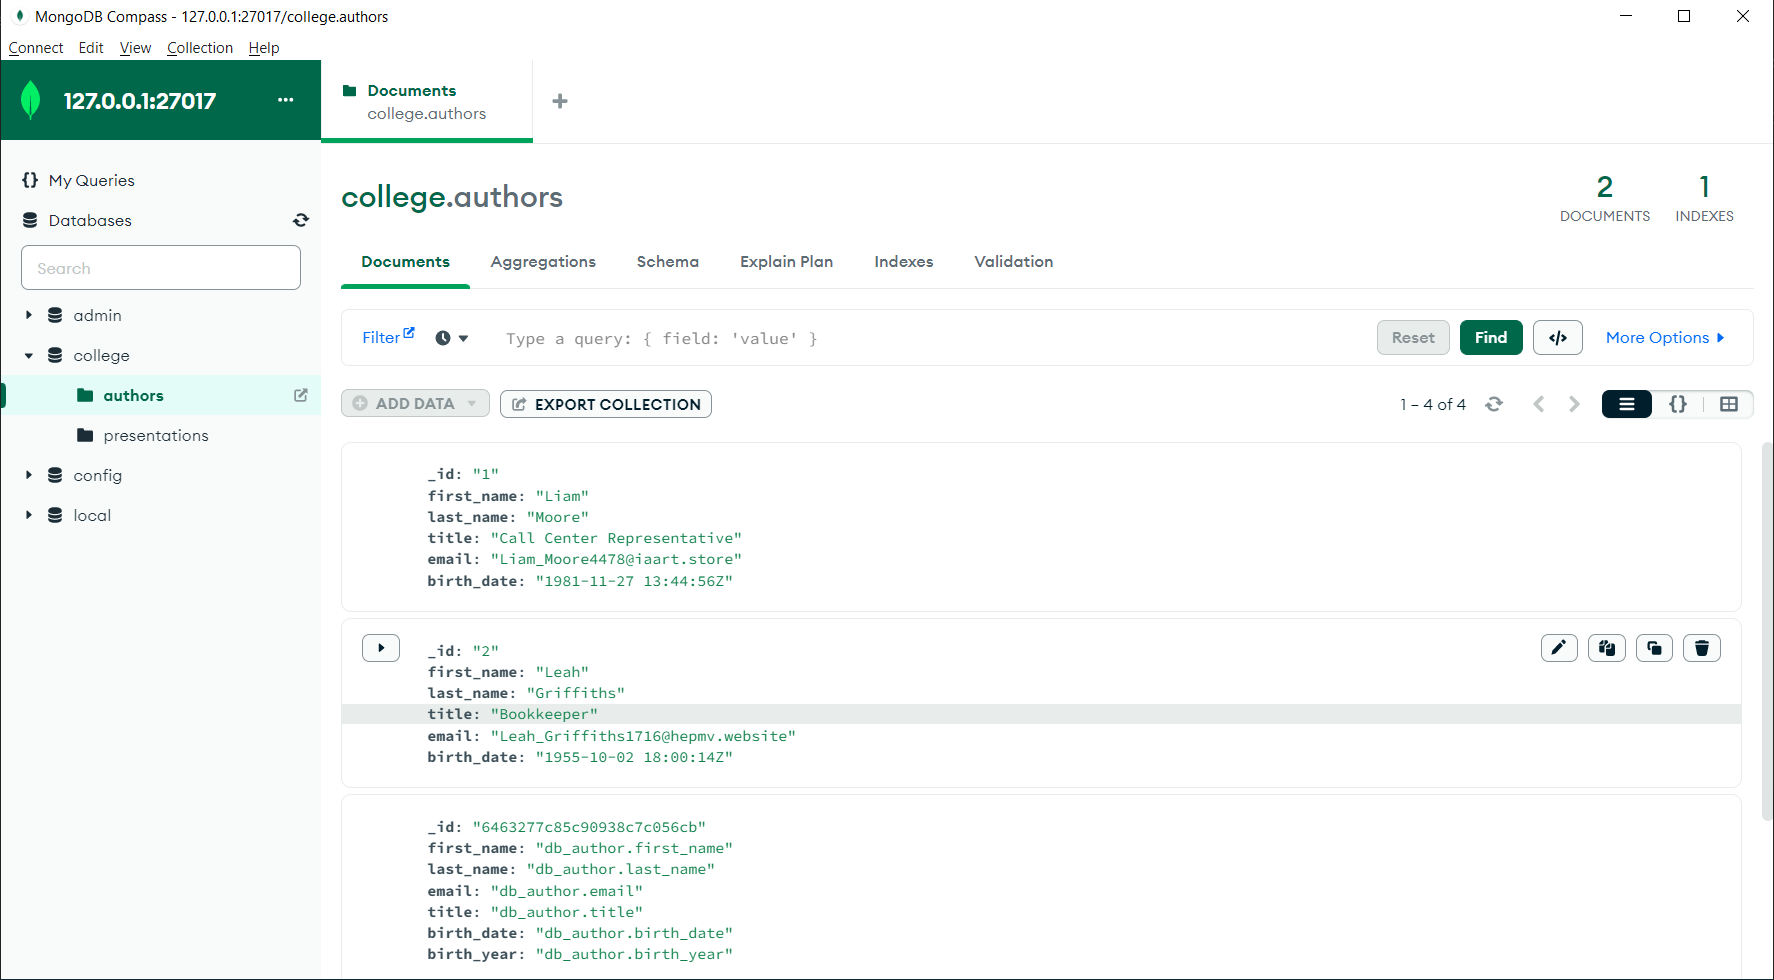 MongoDB Compass - 127.0.0.1:27017/college.authors
Connect Edit View Collection Help
127.0.0.1:27017
Documents
college.authors
My Queries
Databases
Search
admin
college
authors
presentations
config
local
college.authors
2
DOCUMENTS
1
INDEXES
Documents Aggregations Schema Explain Plan Indexes Validation
Filter Type a query: { field: 'value' } Reset Find </> More Options
ADD DATA EXPORT COLLECTION 1 – 4 of 4 {}
_id: "1"
first_name: "Liam"
last_name: "Moore"
title: "Call Center Representative"
email: "Liam_Moore4478@iaart.store"
birth_date: "1981-11-27 13:44:56Z"
_id: "2"
first_name: "Leah"
last_name: "Griffiths"
title: "Bookkeeper"
email: "Leah_Griffiths1716@hepmv.website"
birth_date: "1955-10-02 18:00:14Z"
_id: "6463277c85c90938c7c056cb"
first_name: "db_author.first_name"
last_name: "db_author.last_name"
email: "db_author.email"
title: "db_author.title"
birth_date: "db_author.birth_date"
birth_year: "db_author.birth_year"